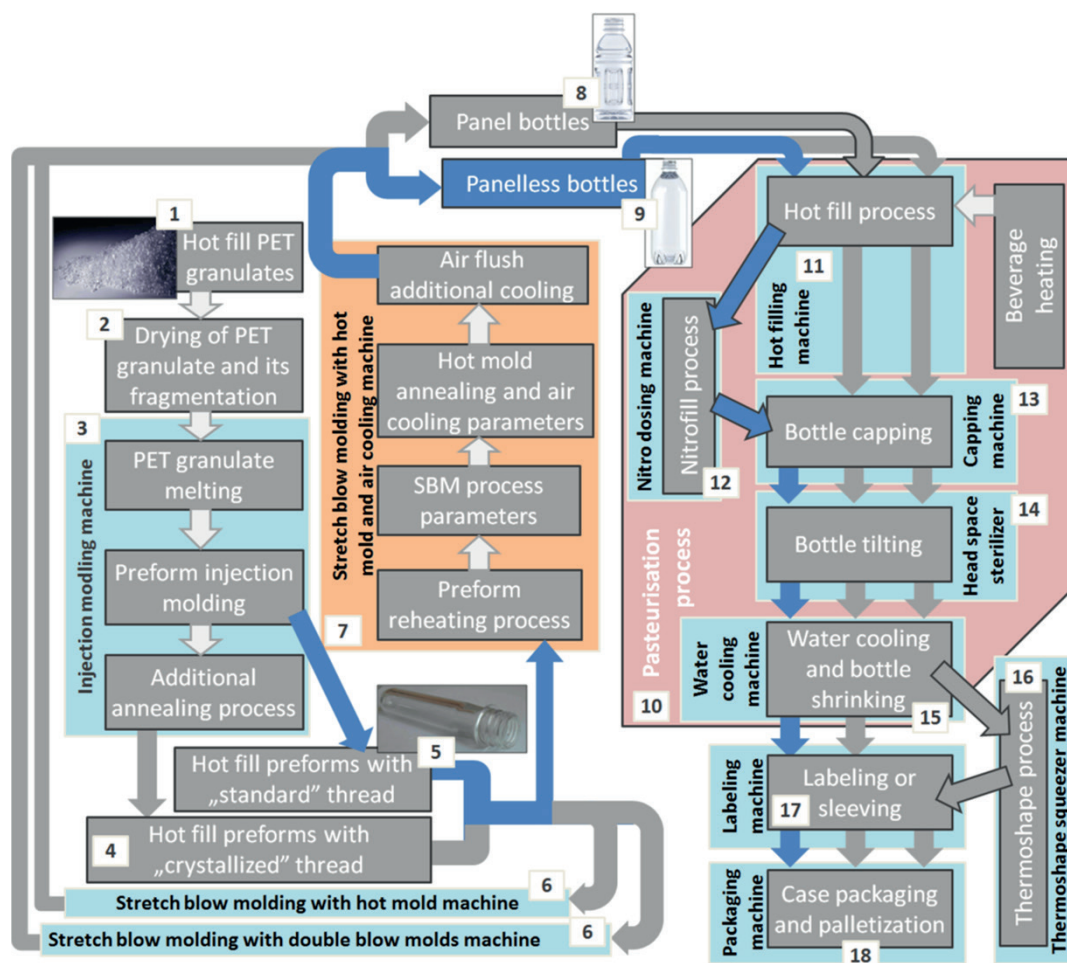 8
Panel bottles
Panelless bottles
9
1
Hot fill PET
granulates
2
Drying of PET
granulate and its
fragmentation
3
PET granulate
melting
Preform injection
molding
Additional
annealing process
Injection modling machine
Hot fill preforms with
„standard” thread
5
4
Hot fill preforms with
„crystallized” thread
6
Stretch blow molding with hot mold machine
Stretch blow molding with double blow molds machine
6
Air flush
additional cooling
Hot mold
annealing and air
cooling parameters
SBM process
parameters
Preform
reheating process
7
Stretch blow molding with hot
mold and air cooling machine
Hot fill process
11
Hot filling
machine
Beverage
heating
Nitro dosing machine
Nitrofill process
12
Bottle capping
13
Capping
machine
14
Bottle tilting
Head space
sterilizer
Pasteurisation
process
10
Water cooling
and bottle
shrinking
15
Water
cooling machine
16
Thermoshape process
Thermoshape squeezer machine
Labeling or
sleeving
17
Labeling
machine
Case packaging
and palletization
18
Packaging
machine